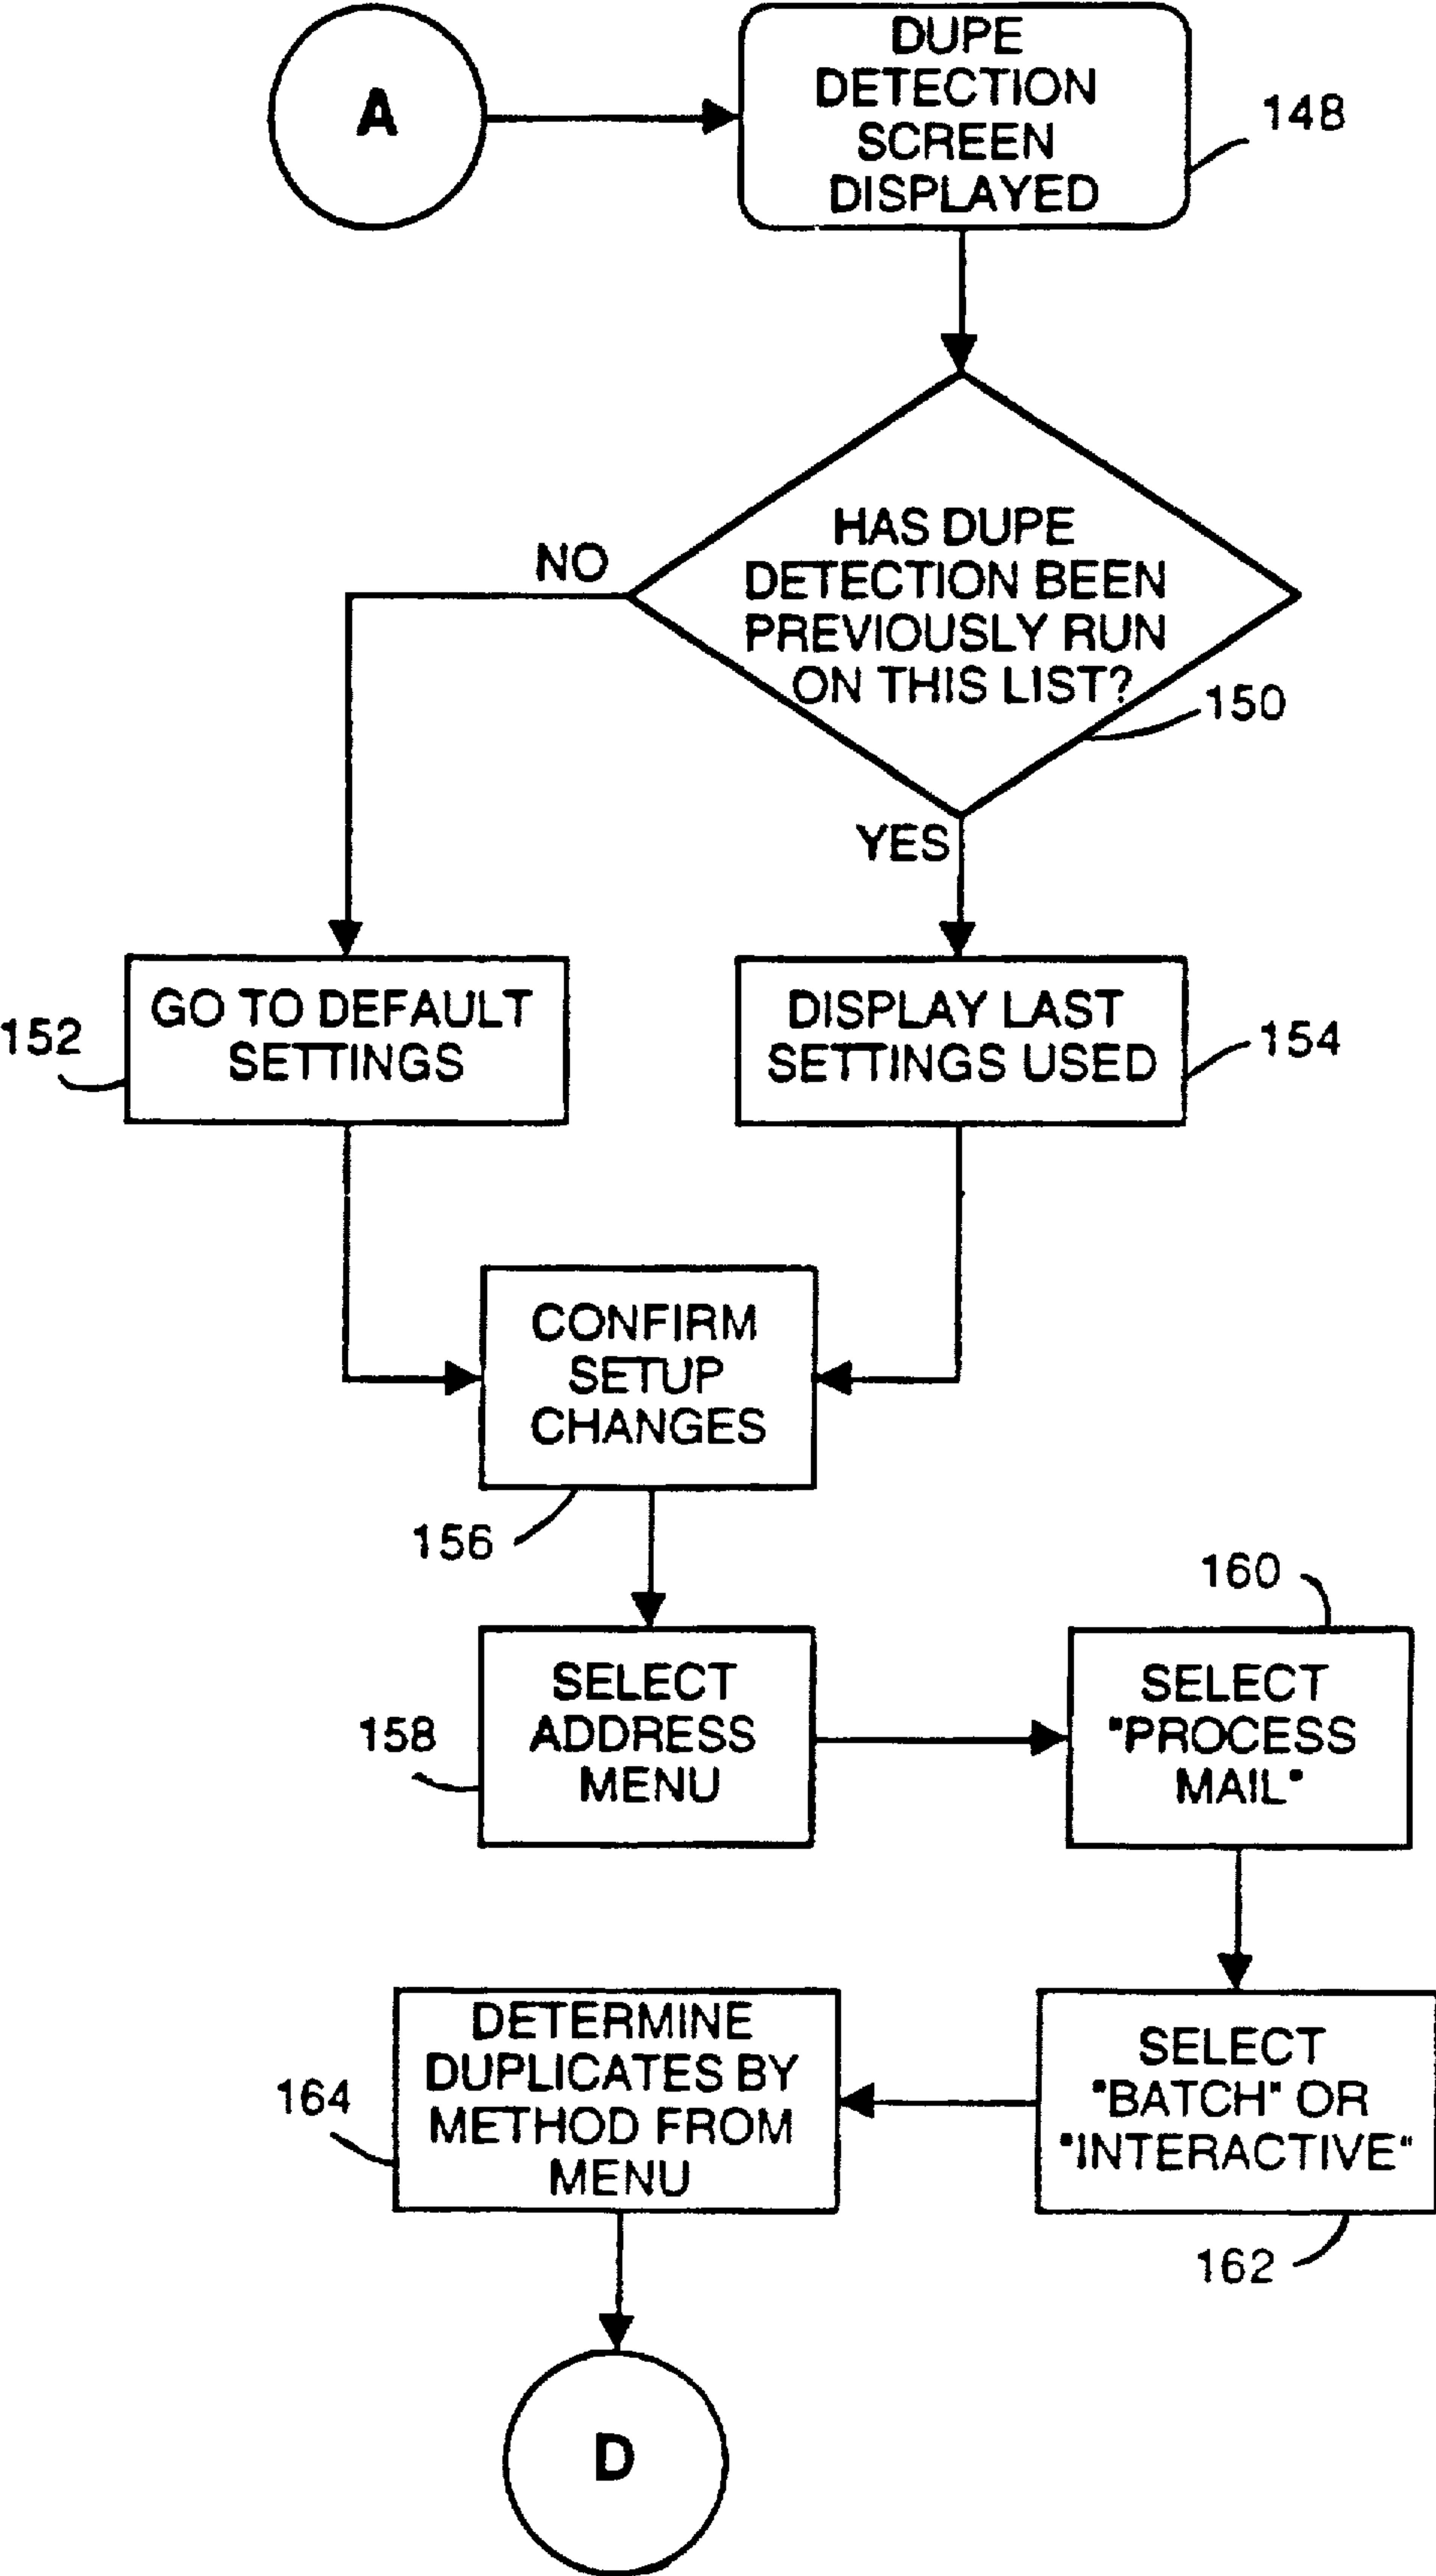 A
DUPE
DETECTION
SCREEN
DISPLAYED
148
HAS DUPE
DETECTION BEEN
PREVIOUSLY RUN
ON THIS LIST?
150
NO
YES
152
GO TO DEFAULT
SETTINGS
DISPLAY LAST
SETTINGS USED
154
CONFIRM
SETUP
CHANGES
156
158
SELECT
ADDRESS
MENU
160
SELECT
"PROCESS
MAIL"
164
DETERMINE
DUPLICATES BY
METHOD FROM
MENU
SELECT
"BATCH" OR
"INTERACTIVE"
162
D